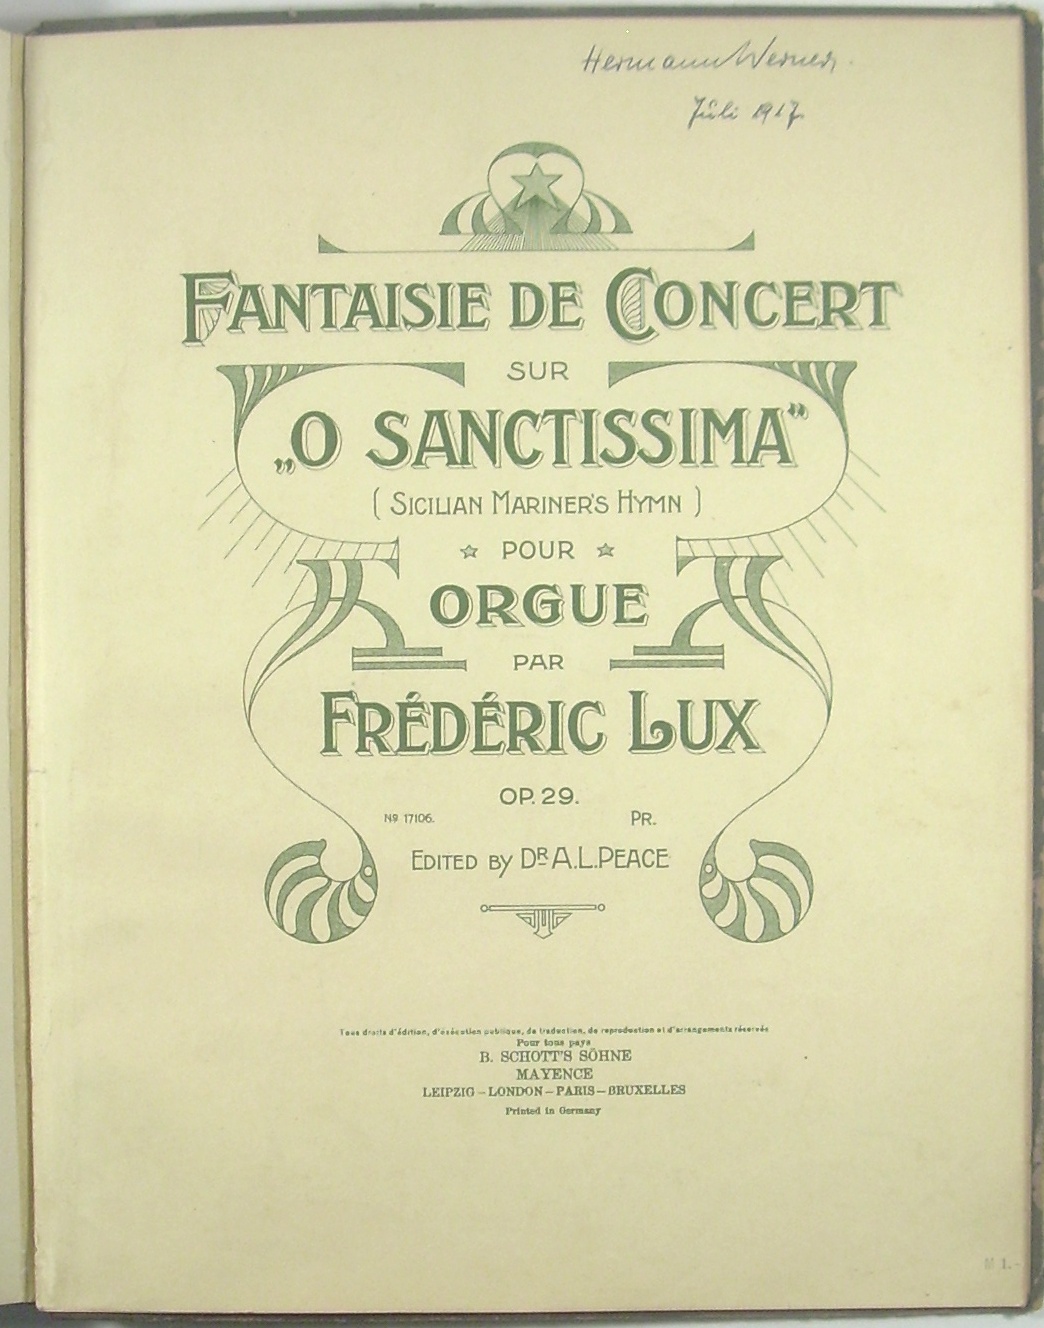 Hermann Werner.
Juli 1917.
FANTAISIE DE CONCERT
SUR
„O SANCTISSIMA”
(SICILIAN MARINER'S HYMN)
POUR
ORGUE
PAR
FRÉDÉRIC LUX
OP. 29.
No 17106. PR.
EDITED BY DR A. L. PEACE
Tous droits d'édition, d'exécution publique, de traduction, de reproduction et d'arrangements réservés
Pour tous pays
B. SCHOTT'S SÖHNE
MAYENCE
LEIPZIG – LONDON – PARIS – BRUXELLES
Printed in Germany
M 1.-